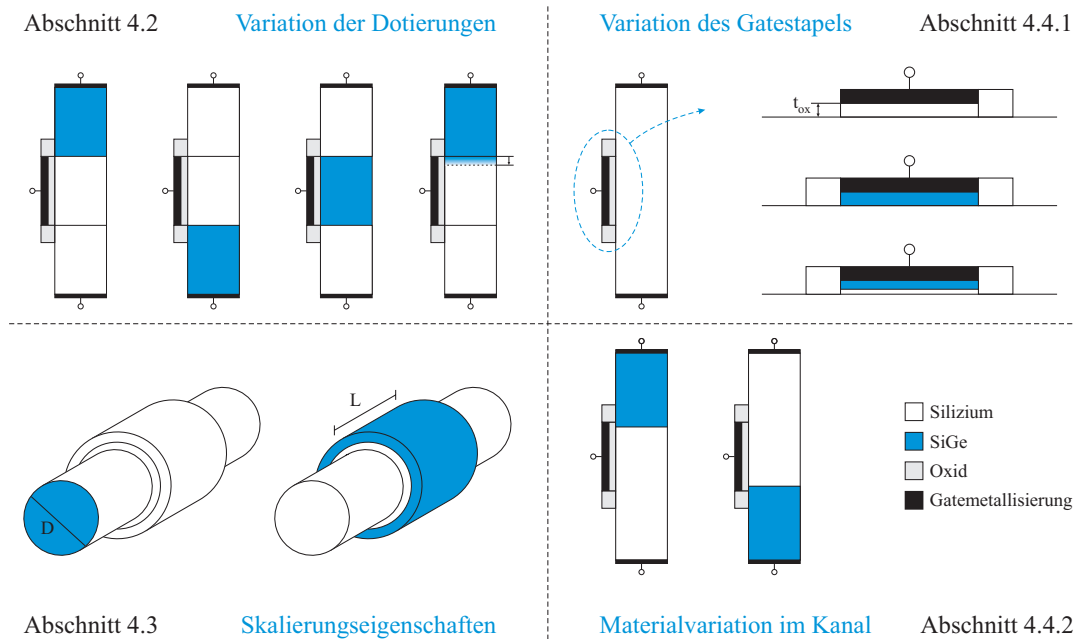 Abschnitt 4.2 Variation der Dotierungen
Variation des Gatestapels Abschnitt 4.4.1
tox
L
D
Silizium
SiGe
Oxid
Gatemetallisierung
Abschnitt 4.3 Skalierungseigenschaften
Materialvariation im Kanal Abschnitt 4.4.2